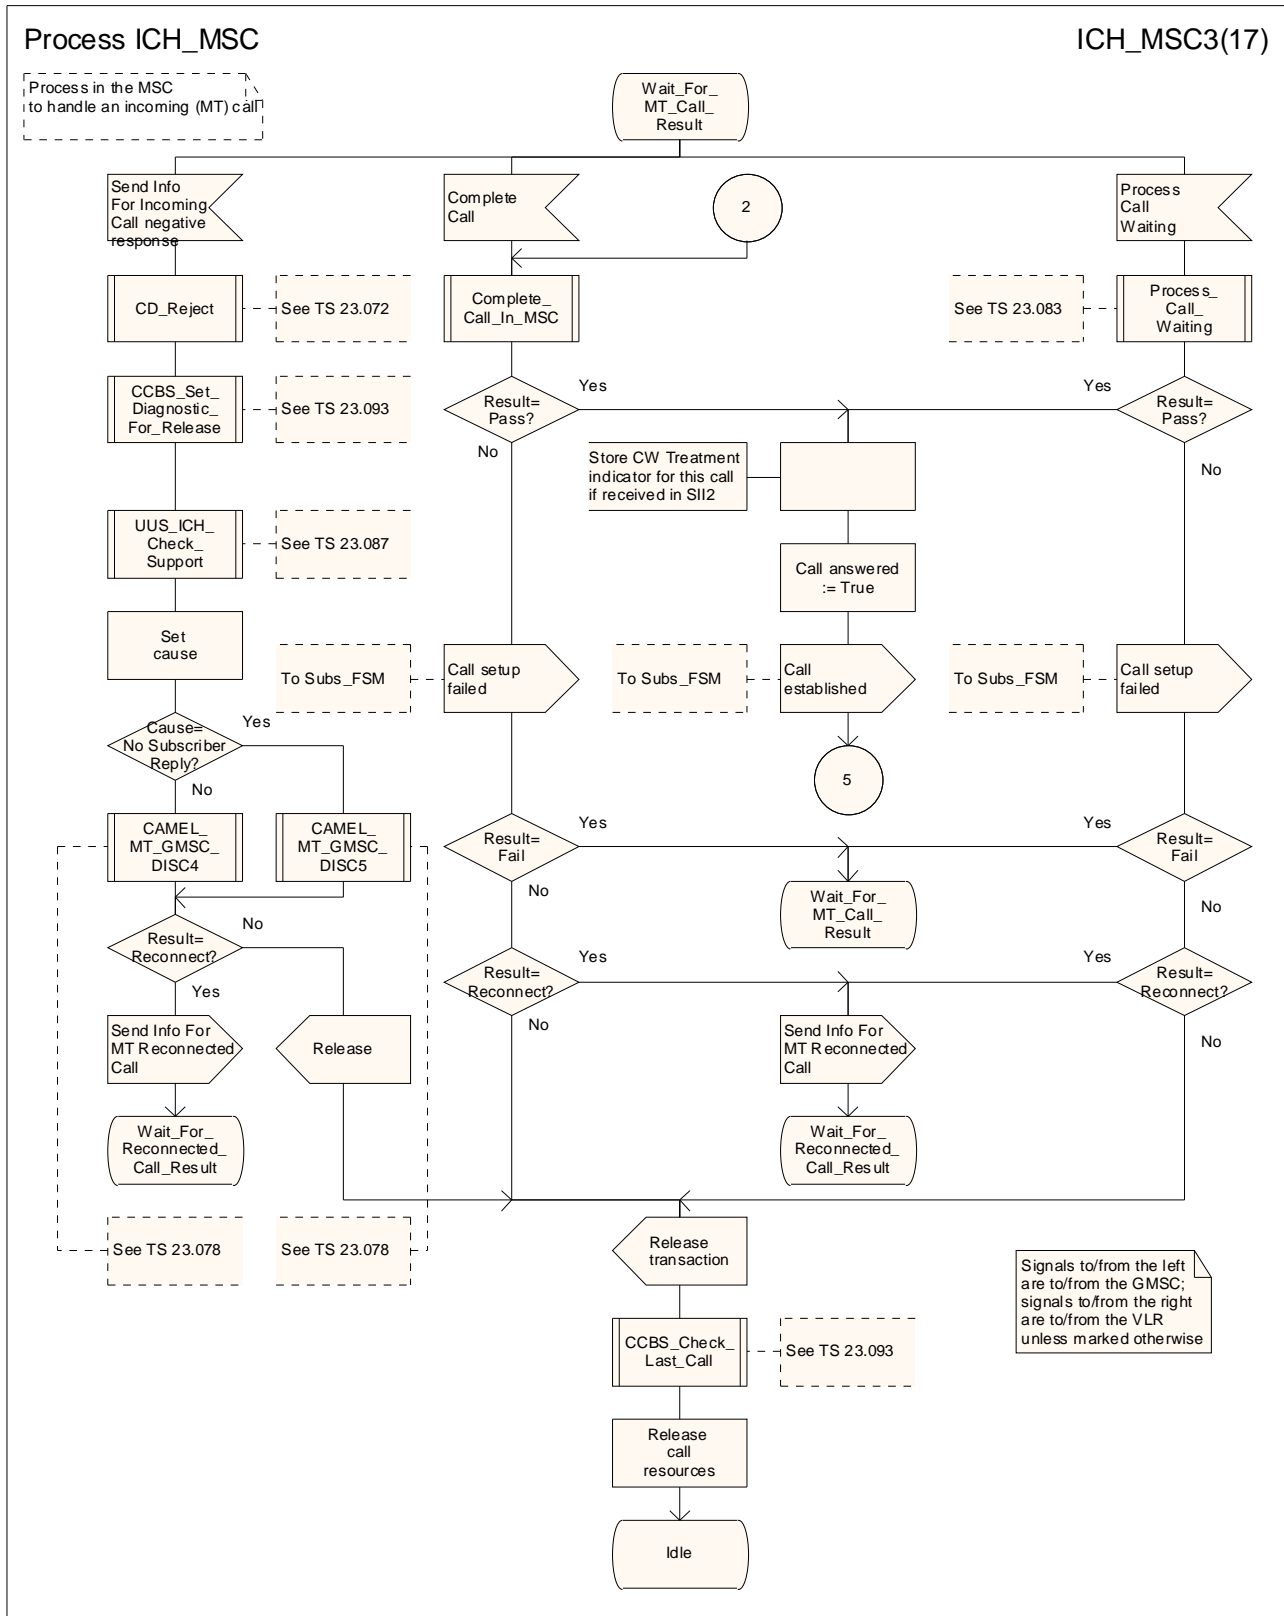 Process ICH_MSC
ICH_MSC3(17)
Process in the MSC
to handle an incoming (MT) call
Wait_For_
MT_Call_
Result
Send Info
For Incoming
Call negative
response
Complete
Call
2
Process
Call
Waiting
CD_Reject
See TS 23.072
Complete_
Call_In_MSC
See TS 23.083
Process_
Call_
Waiting
CCBS_Set_
Diagnostic_
For_Release
See TS 23.093
Result=
Pass?
Yes
No
Yes
Result=
Pass?
No
Store CW Treatment
indicator for this call
if received in SII2
UUS_ICH_
Check_
Support
See TS 23.087
Call answered
:= True
Set
cause
To Subs_FSM
Call setup
failed
To Subs_FSM
Call
established
To Subs_FSM
Call setup
failed
Cause=
No Subscriber
Reply?
Yes
No
5
CAMEL_
MT_GMSC_
DISC4
CAMEL_
MT_GMSC_
DISC5
Result=
Fail
Yes
No
Yes
Result=
Fail
No
Wait_For_
MT_Call_
Result
Result=
Reconnect?
No
Yes
Result=
Reconnect?
Yes
No
Yes
Result=
Reconnect?
No
Send Info For
MT Reconnected
Call
Release
Send Info For
MT Reconnected
Call
Wait_For_
Reconnected_
Call_Result
Wait_For_
Reconnected_
Call_Result
See TS 23.078
See TS 23.078
Release
transaction
Signals to/from the left
are to/from the GMSC;
signals to/from the right
are to/from the VLR
unless marked otherwise
CCBS_Check_
Last_Call
See TS 23.093
Release
call
resources
Idle